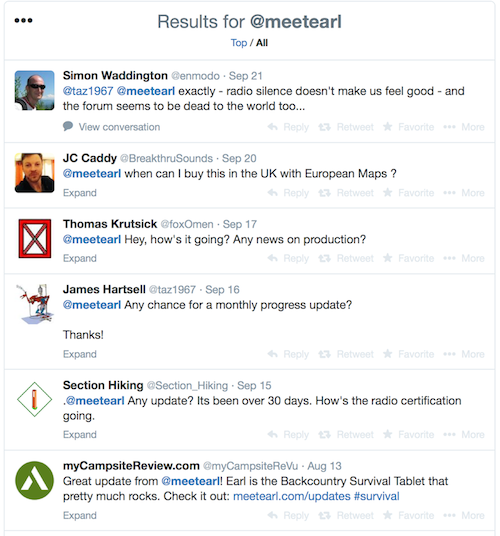 Results for @meetearl
Top / All
Simon Waddington @enmodo · Sep 21
@taz1967 @meetearl exactly - radio silence doesn't make us feel good - and
the forum seems to be dead to the world too...
View conversation Reply Retweet Favorite More
JC Caddy @BreakthruSounds · Sep 20
@meetearl when can I buy this in the UK with European Maps ?
Expand Reply Retweet Favorite More
Thomas Krutsick @foxOmen · Sep 17
@meetearl Hey, how's it going? Any news on production?
Expand Reply Retweet Favorite More
James Hartsell @taz1967 · Sep 16
@meetearl Any chance for a monthly progress update?
Thanks!
Expand Reply Retweet Favorite More
Section Hiking @Section_Hiking · Sep 15
.@meetearl Any update? Its been over 30 days. How's the radio certification
going.
Expand Reply Retweet Favorite More
myCampsiteReview.com @myCampsiteReVu · Aug 13
Great update from @meetearl! Earl is the Backcountry Survival Tablet that
pretty much rocks. Check it out: meetearl.com/updates #survival
Expand Reply Retweet Favorite More